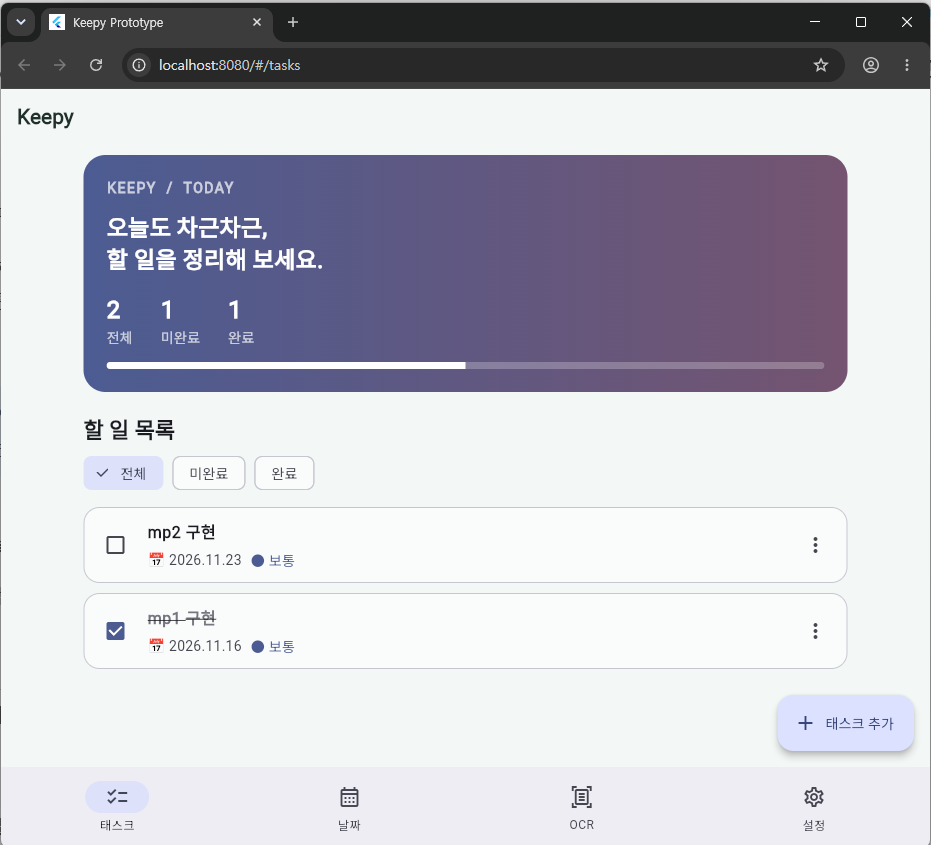 Keepy Prototype
localhost:8080/#/tasks
Keepy
KEEPY / TODAY
오늘도 차근차근,
할 일을 정리해 보세요.
2 1 1
전체 미완료 완료
할 일 목록
전체 미완료 완료
mp2 구현
2026.11.23 보통
mp1 구현
2026.11.16 보통
태스크 추가
태스크 날짜 OCR 설정